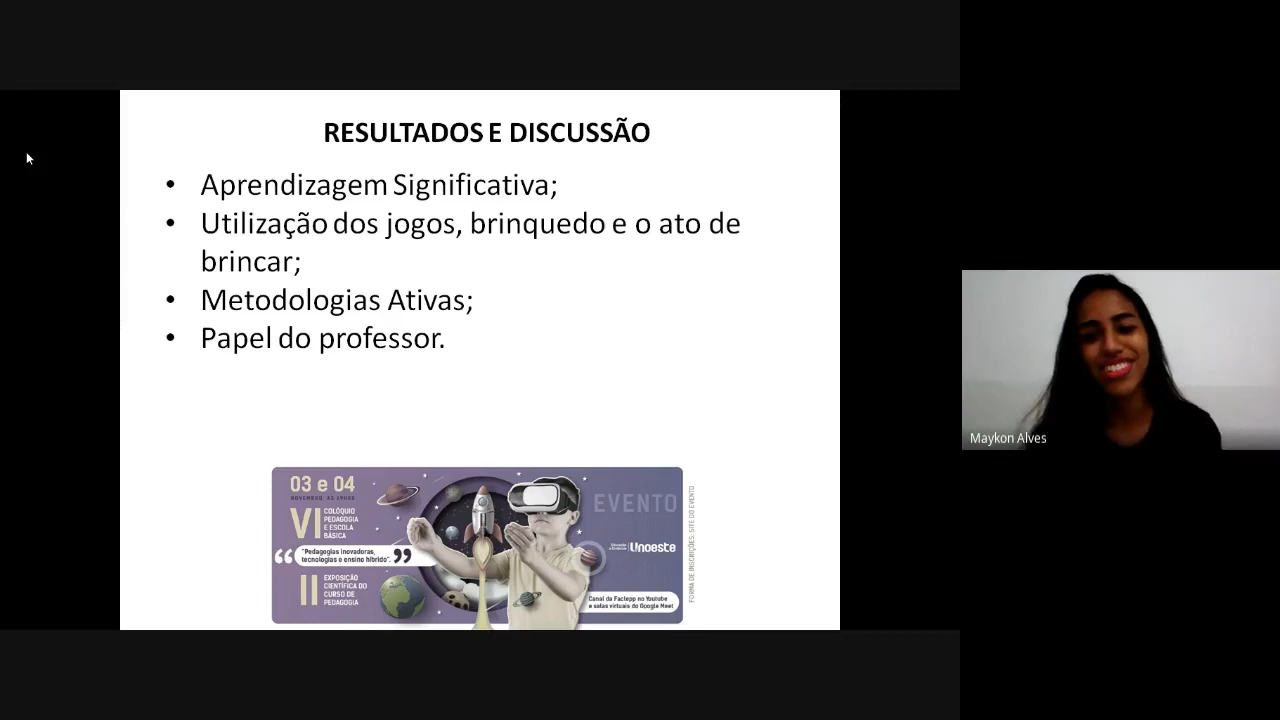 RESULTADOS E DISCUSSÃO
• Aprendizagem Significativa;
• Utilização dos jogos, brinquedo e o ato de
brincar;
• Metodologias Ativas;
• Papel do professor.
03 e 04
NOVEMBRO, ÀS 19H00
VI
COLÓQUIO
PEDAGOGIA
E ESCOLA
BÁSICA
“Pedagogias inovadoras,
tecnologias e ensino híbrido”.
II
EXPOSIÇÃO
CIENTÍFICA DO
CURSO DE
PEDAGOGIA
EVENTO
Unoeste
Canal da Faclepp no Youtube
e salas virtuais do Google Meet
FORMA DE INSCRIÇÕES: SITE DO EVENTO
Maykon Alves